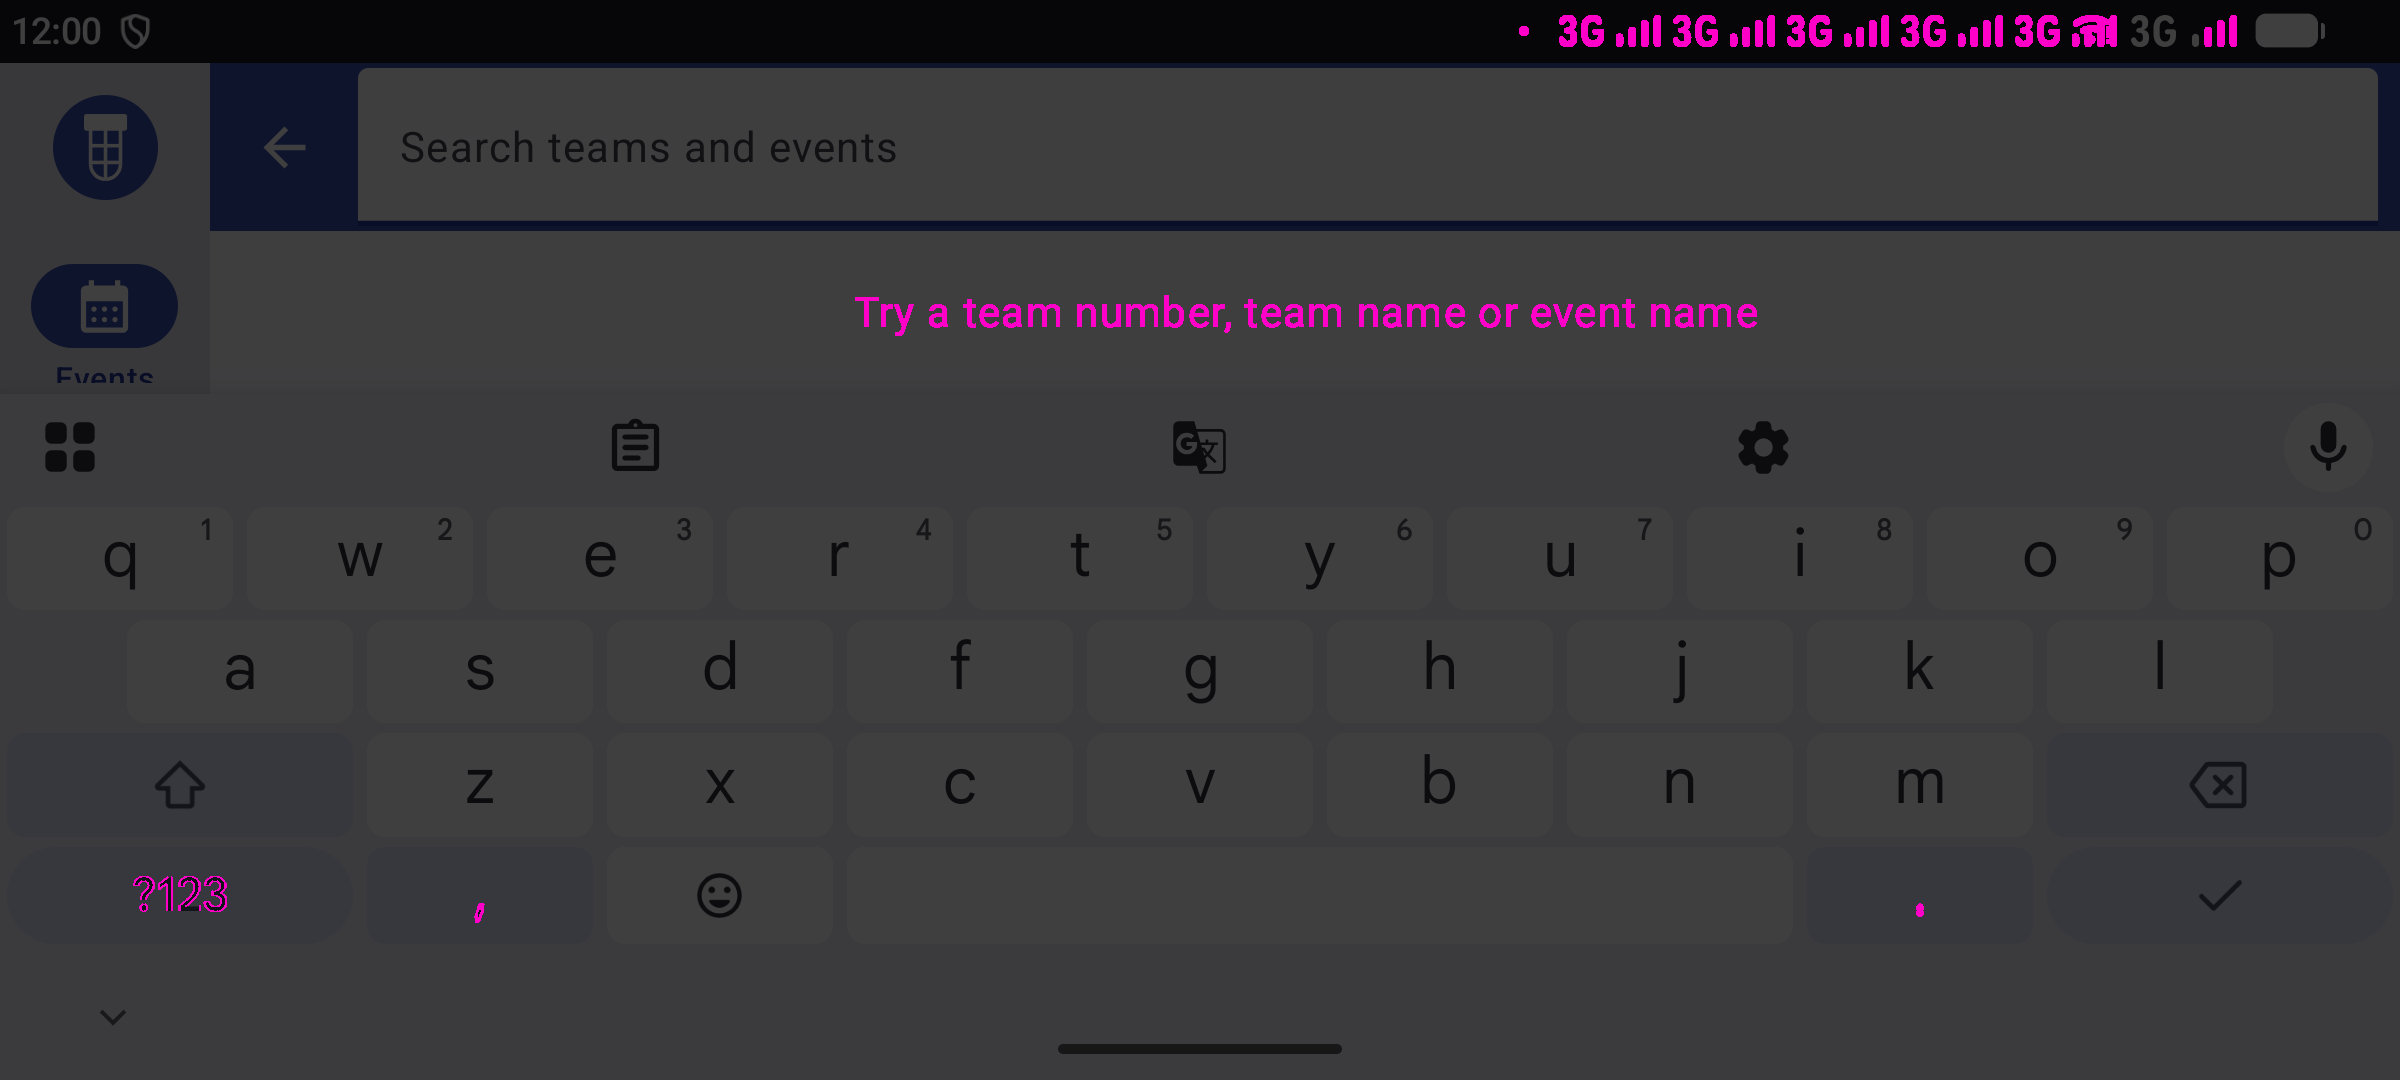 12:00 3G 3G 3G 3G 3G 3G
Search teams and events
Try a team number, team name or event name
Events
q 1 w 2 e 3 r 4 t 5 y 6 u 7 i 8 o 9 p 0
a s d f g h j k l
z x c v b n m
?123 , .